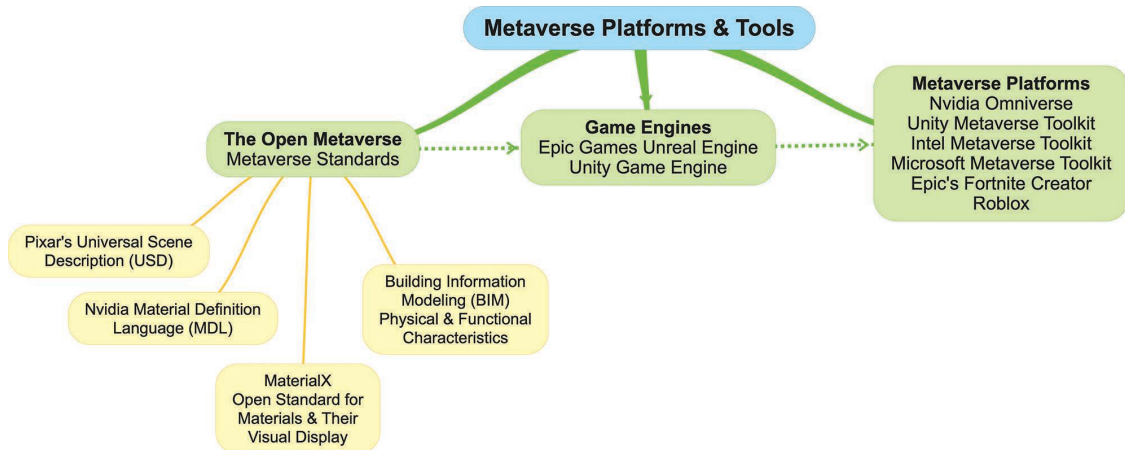 Metaverse Platforms & Tools
The Open Metaverse
Metaverse Standards
Game Engines
Epic Games Unreal Engine
Unity Game Engine
Metaverse Platforms
Nvidia Omniverse
Unity Metaverse Toolkit
Intel Metaverse Toolkit
Microsoft Metaverse Toolkit
Epic's Fortnite Creator
Roblox
Pixar's Universal Scene
Description (USD)
Nvidia Material Definition
Language (MDL)
MaterialX
Open Standard for
Materials & Their
Visual Display
Building Information
Modeling (BIM)
Physical & Functional
Characteristics